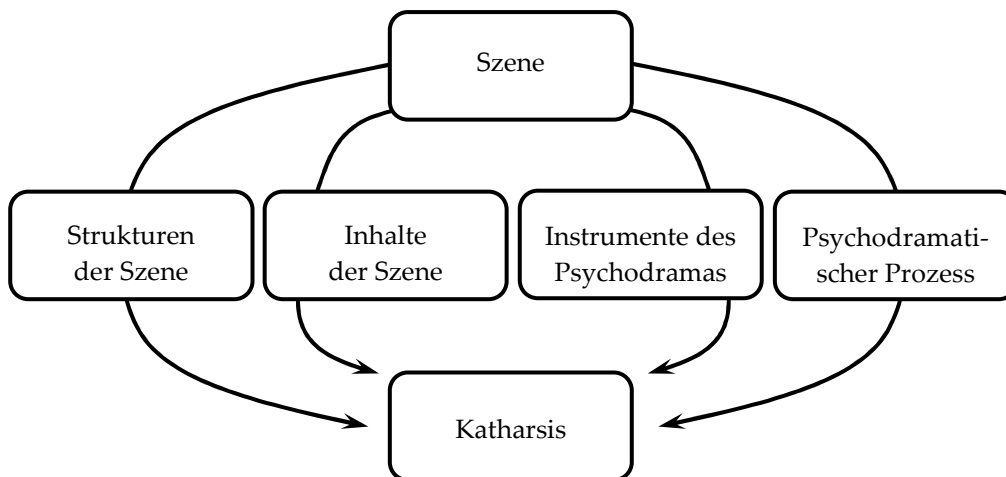 Szene
Strukturen
der Szene
Inhalte
der Szene
Instrumente des
Psychodramas
Psychodramati-
scher Prozess
Katharsis